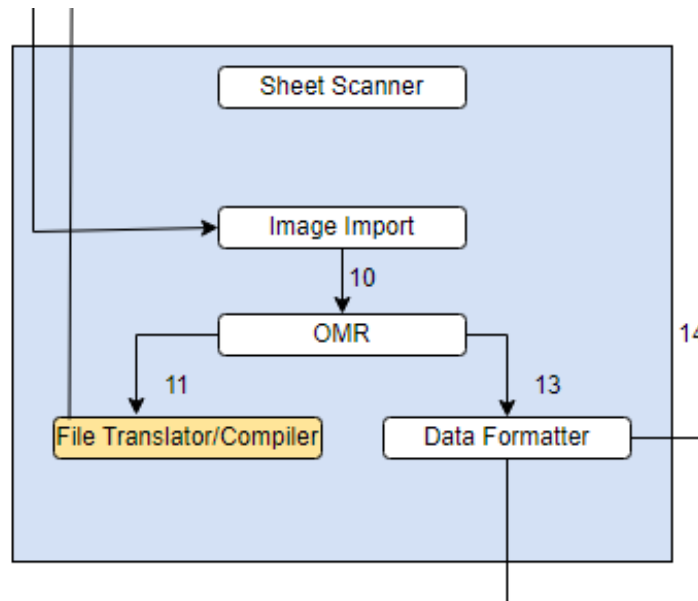 Sheet Scanner
Image Import
10
OMR
14
11
13
File Translator/Compiler
Data Formatter